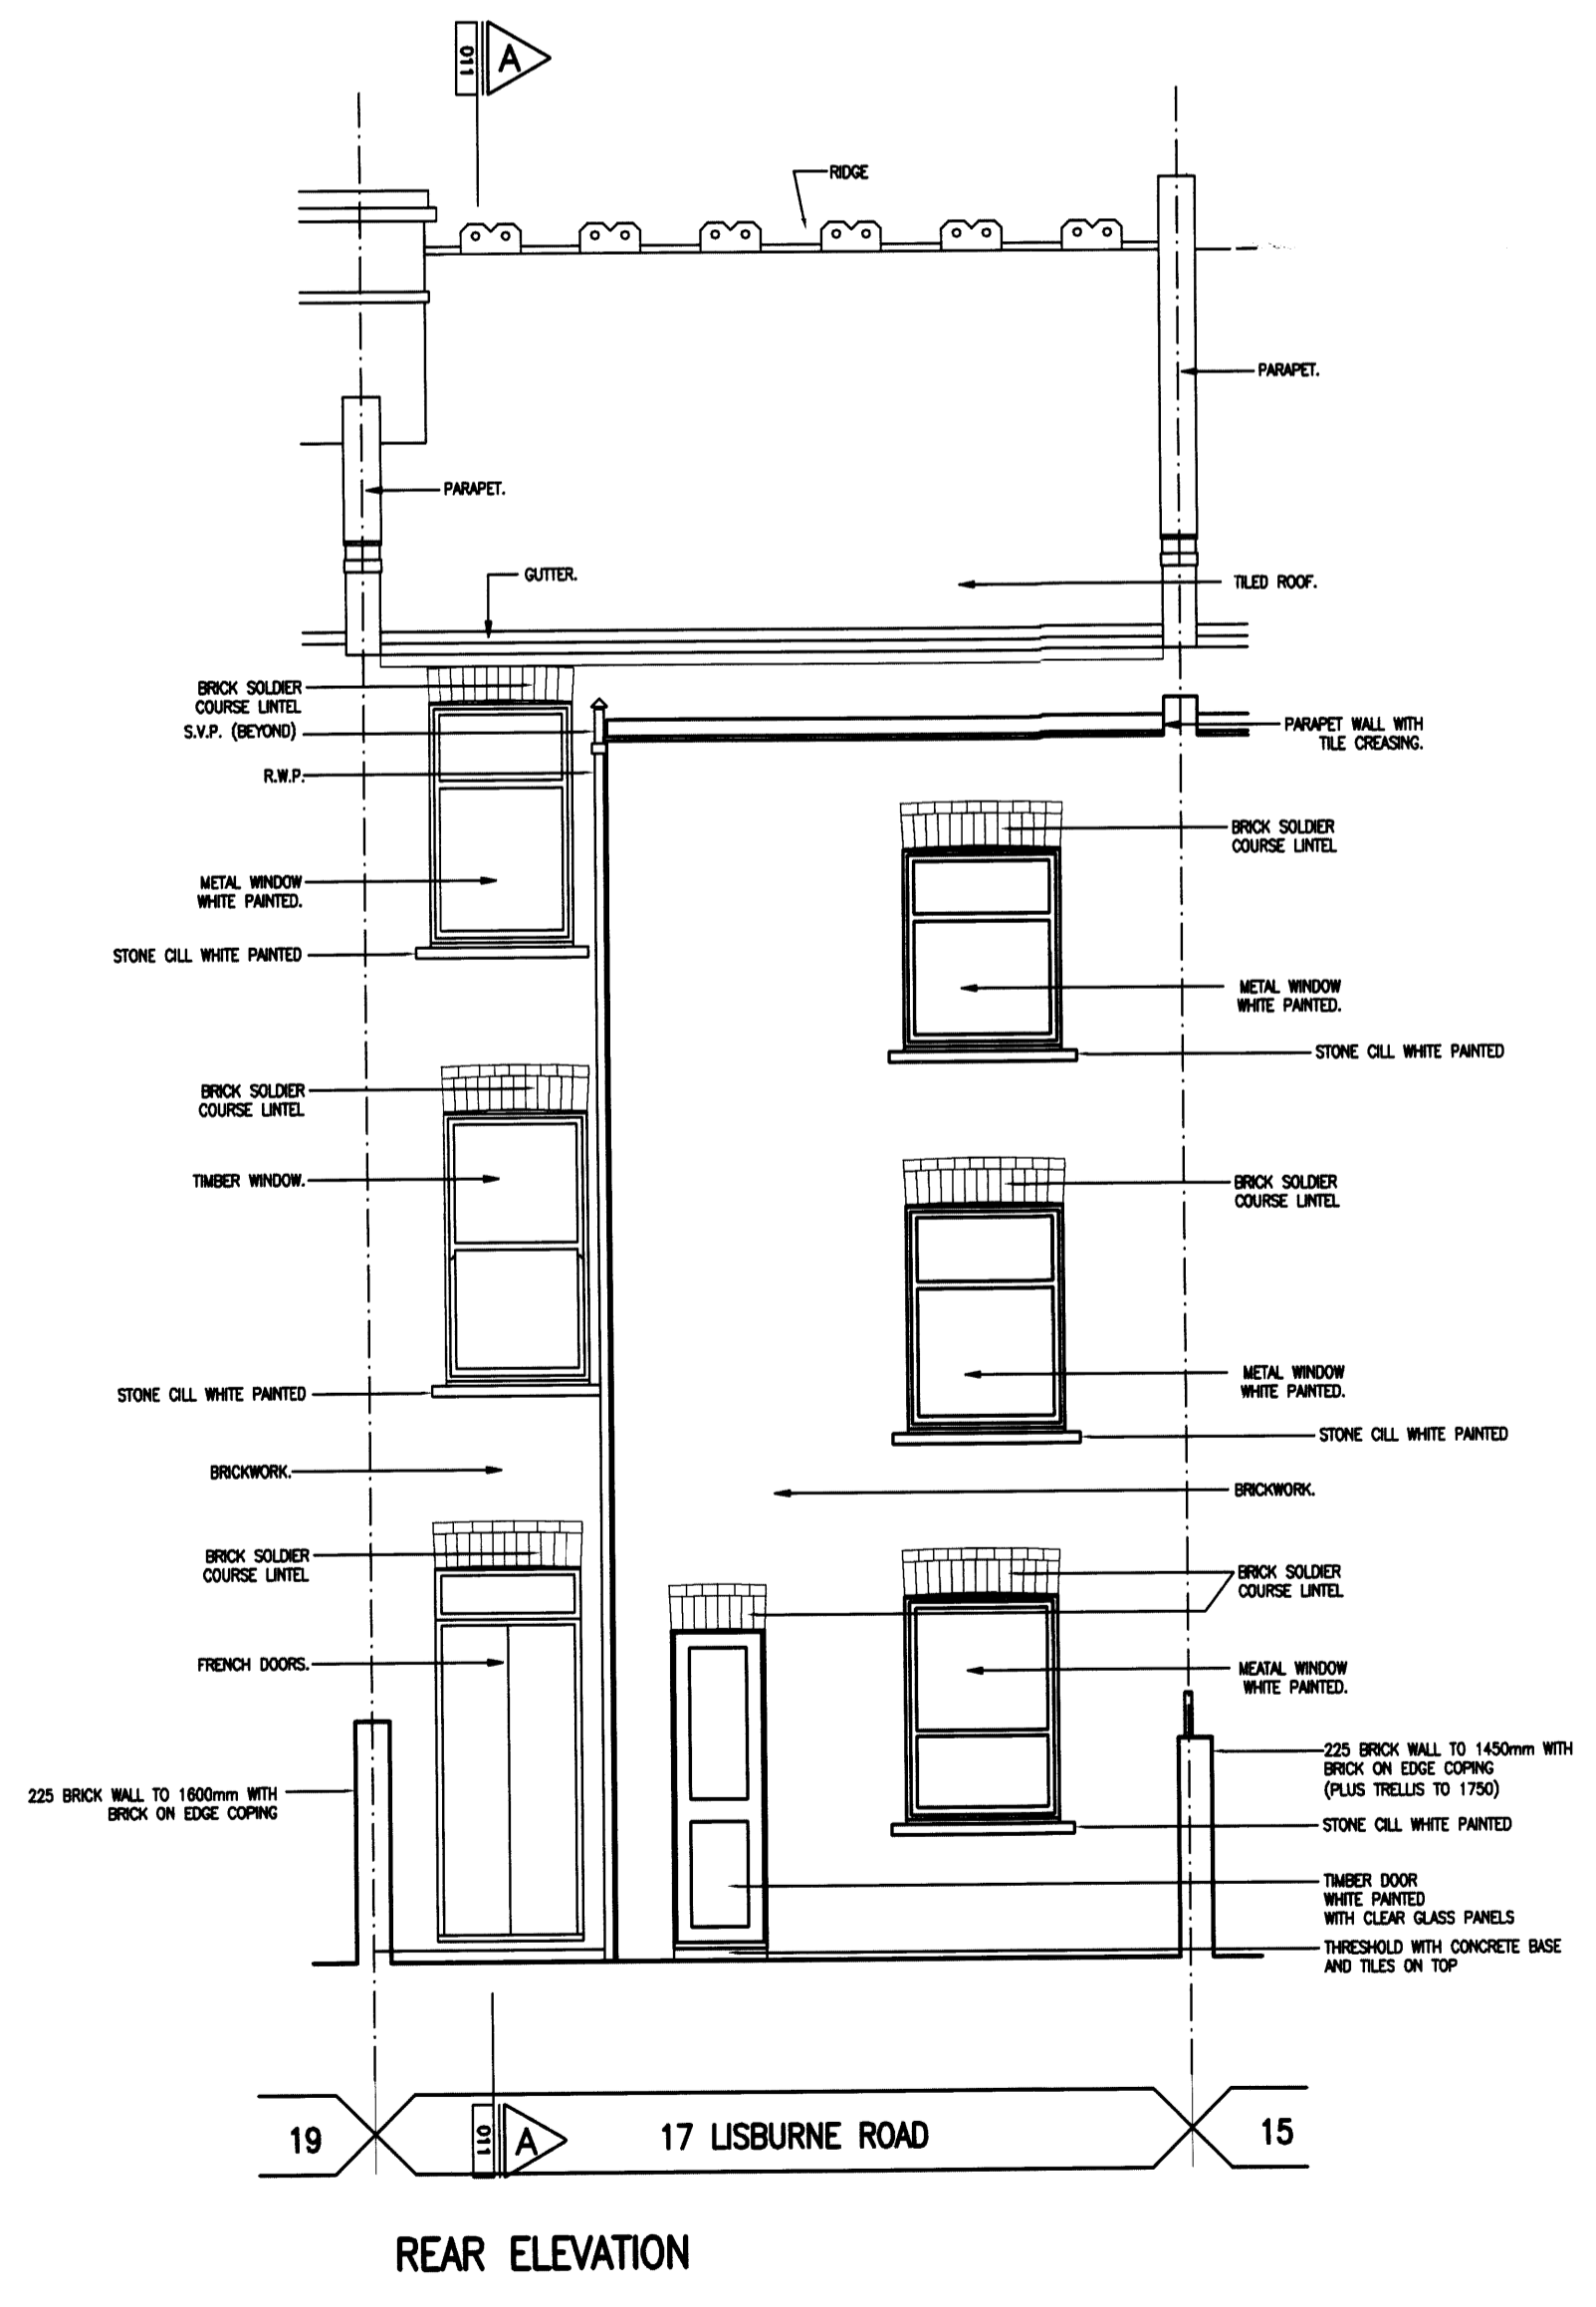 011
A
RIDGE
PARAPET.
PARAPET.
GUTTER.
TILED ROOF.
BRICK SOLDIER
COURSE LINTEL
S.V.P. (BEYOND)
R.W.P.
PARAPET WALL WITH
TILE CREASING.
BRICK SOLDIER
COURSE LINTEL
METAL WINDOW
WHITE PAINTED.
STONE CILL WHITE PAINTED
METAL WINDOW
WHITE PAINTED.
STONE CILL WHITE PAINTED
BRICK SOLDIER
COURSE LINTEL
TIMBER WINDOW.
BRICK SOLDIER
COURSE LINTEL
STONE CILL WHITE PAINTED
METAL WINDOW
WHITE PAINTED.
STONE CILL WHITE PAINTED
BRICKWORK.
BRICKWORK.
BRICK SOLDIER
COURSE LINTEL
BRICK SOLDIER
COURSE LINTEL
FRENCH DOORS.
MEATAL WINDOW
WHITE PAINTED.
225 BRICK WALL TO 1600mm WITH
BRICK ON EDGE COPING
225 BRICK WALL TO 1450mm WITH
BRICK ON EDGE COPING
(PLUS TRELLIS TO 1750)
STONE CILL WHITE PAINTED
TIMBER DOOR
WHITE PAINTED
WITH CLEAR GLASS PANELS
THRESHOLD WITH CONCRETE BASE
AND TILES ON TOP
19
011
A
17 LISBURNE ROAD
15
REAR ELEVATION